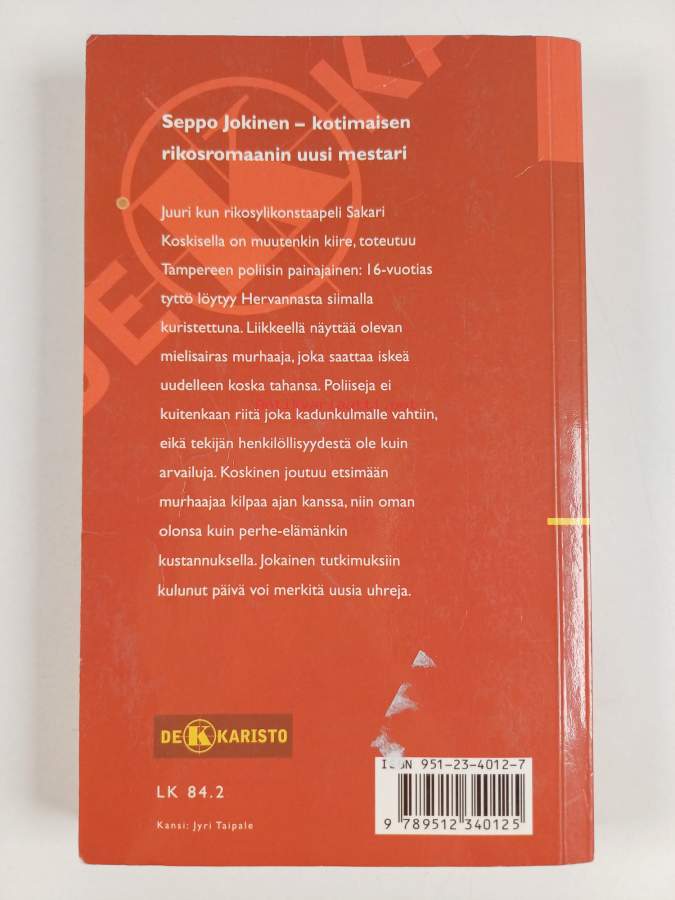 Seppo Jokinen – kotimaisen
rikosromaanin uusi mestari
Juuri kun rikosylikonstaapeli Sakari
Koskisella on muutenkin kiire, toteutuu
Tampereen poliisin painajainen: 16-vuotias
tyttö löytyy Hervannasta siimalla
kuristettuna. Liikkeellä näyttää olevan
mielisairas murhaaja, joka saattaa iskeä
uudelleen koska tahansa. Poliiseja ei
kuitenkaan riitä joka kadunkulmalle vahtiin,
eikä tekijän henkilöllisyydestä ole kuin
arvailuja. Koskinen joutuu etsimään
murhaajaa kilpaa ajan kanssa, niin oman
olonsa kuin perhe-elämänkin
kustannuksella. Jokainen tutkimuksiin
kulunut päivä voi merkitä uusia uhreja.
DE K KARISTO
LK 84.2
Kansi: Jyri Taipale
ISBN 951-23-4012-7
9 789512 340125